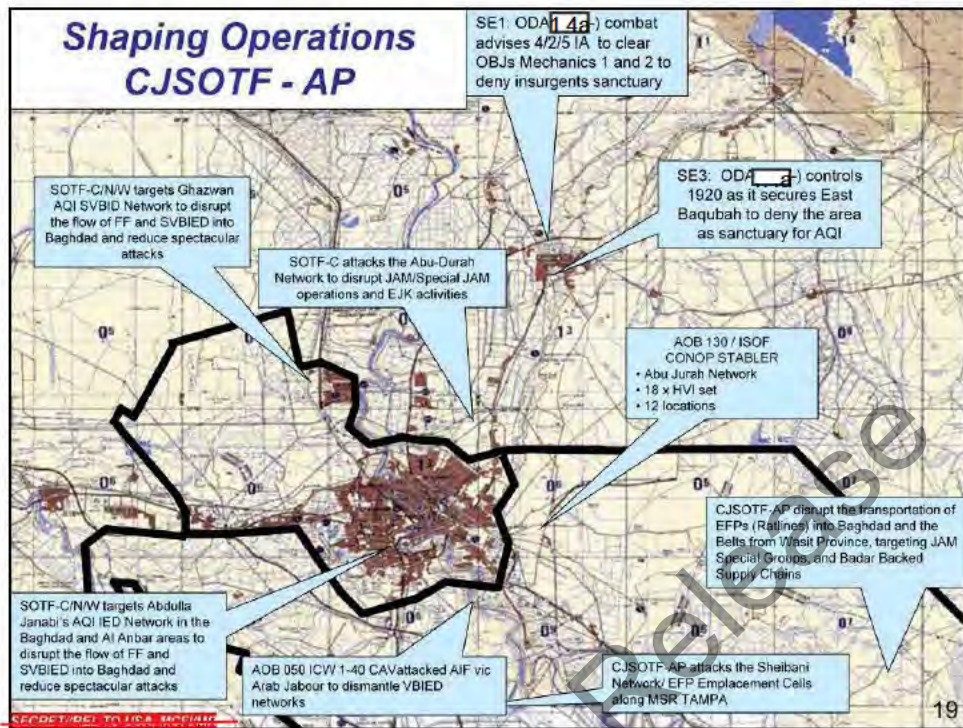 Shaping Operations
CJSOTF - AP
SE1: ODA 1.4a -) combat
advises 4/2/5 IA to clear
OBJs Mechanics 1 and 2 to
deny insurgents sanctuary
SE3: ODA a -) controls
1920 as it secures East
Baqubah to deny the area
as sanctuary for AQI
SOTF-C/N/W targets Ghazwan
AQI SVBID Network to disrupt
the flow of FF and SVBIED into
Baghdad and reduce spectacular
attacks
SOTF-C attacks the Abu-Durah
Network to disrupt JAM/Special JAM
operations and EJK activities
AOB 130 / ISOF
CONOP STABLER
• Abu Jurah Network
• 18 x HVI set
• 12 locations
CJSOTF-AP disrupt the transportation of
EFPs (Ratlines) into Baghdad and the
Belts from Wasit Province, targeting JAM
Special Groups, and Badar Backed
Supply Chains
SOTF-C/N/W targets Abdulla
Janabi's AQI IED Network in the
Baghdad and Al Anbar areas to
disrupt the flow of FF and
SVBIED into Baghdad and
reduce spectacular attacks
AOB 050 ICW 1-40 CAVattacked AIF vic
Arab Jabour to dismantle VBIED
networks
CJSOTF-AP attacks the Sheibani
Network/ EFP Emplacement Cells
along MSR TAMPA
Release
SECRET//REL TO USA, MCFI//MR
19